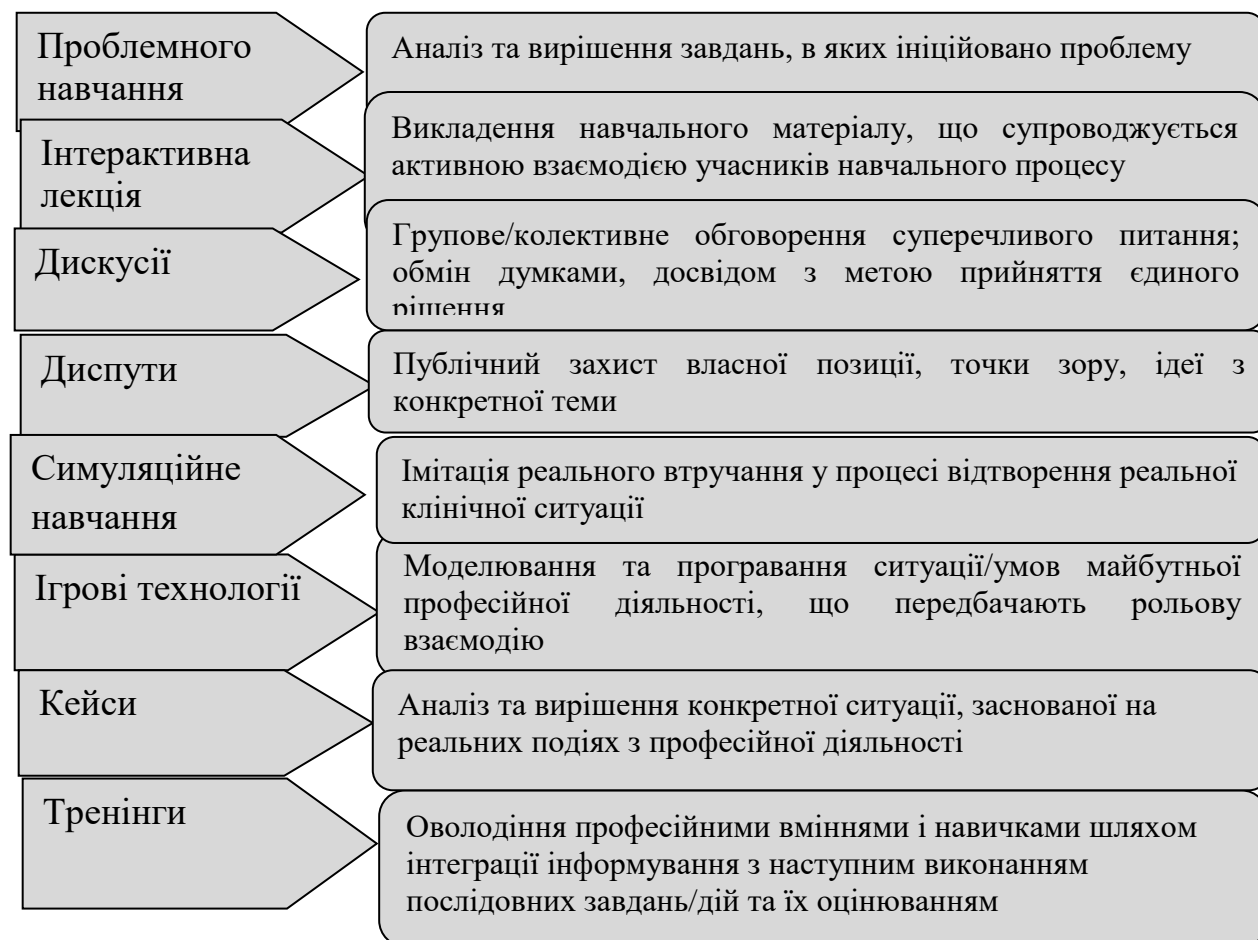 Проблемного
навчання
Аналіз та вирішення завдань, в яких ініційовано проблему
Інтерактивна
лекція
Викладення навчального матеріалу, що супроводжується
активною взаємодією учасників навчального процесу
Дискусії
Групове/колективне обговорення суперечливого питання;
обмін думками, досвідом з метою прийняття єдиного
рішення
Диспути
Публічний захист власної позиції, точки зору, ідеї з
конкретної теми
Симуляційне
навчання
Імітація реального втручання у процесі відтворення реальної
клінічної ситуації
Ігрові технології
Моделювання та програвання ситуації/умов майбутньої
професійної діяльності, що передбачають рольову
взаємодію
Кейси
Аналіз та вирішення конкретної ситуації, заснованої на
реальних подіях з професійної діяльності
Тренінги
Оволодіння професійними вміннями і навичками шляхом
інтеграції інформування з наступним виконанням
послідовних завдань/дій та їх оцінюванням